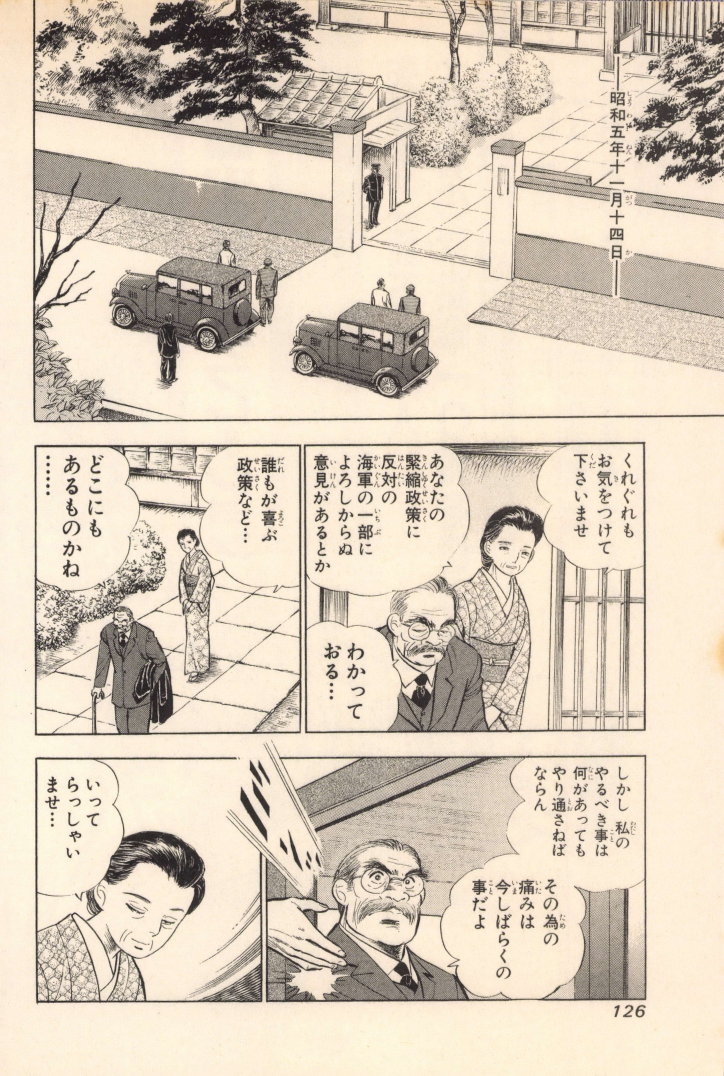 昭和五年十一月十四日
くれぐれも
お気をつけて
下さいませ
あなたの
緊縮政策に
反対の
海軍の一部に
よろしからぬ
意見があるとか
わかって
おる…
誰もが喜ぶ
政策など…
どこにも
あるものかね
……
しかし 私の
やるべき事は
何があっても
やり通さねば
ならん
その為の
痛みは
今しばらくの
事だよ
いって
らっしゃい
ませ…
126